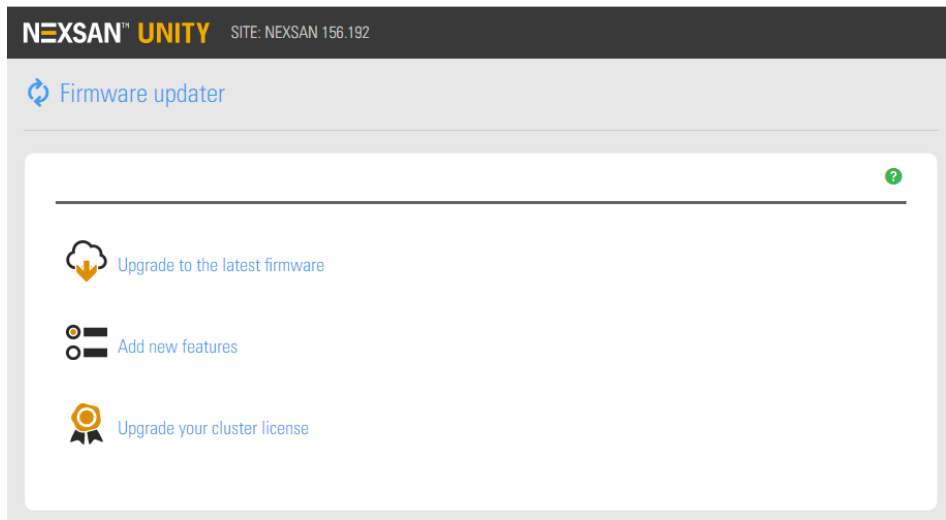 NEXSAN™ UNITY SITE: NEXSAN 156.192
Firmware updater
?
Upgrade to the latest firmware
Add new features
Upgrade your cluster license